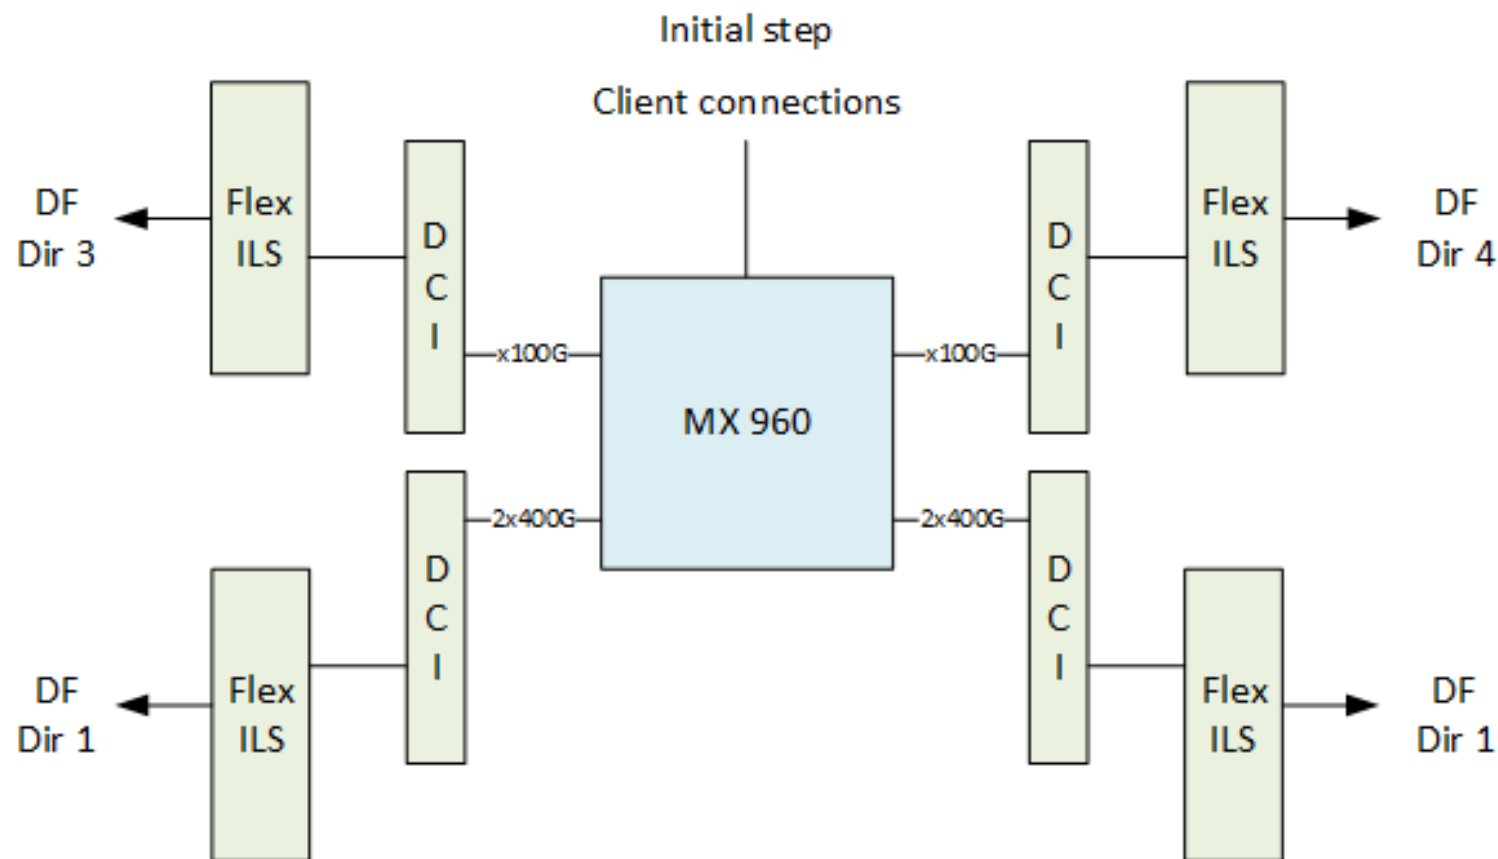 Initial step
Client connections
DF
Dir 3
Flex
ILS
D
C
I
x100G
MX 960
x100G
D
C
I
Flex
ILS
DF
Dir 4
DF
Dir 1
Flex
ILS
D
C
I
2x400G
2x400G
D
C
I
Flex
ILS
DF
Dir 1